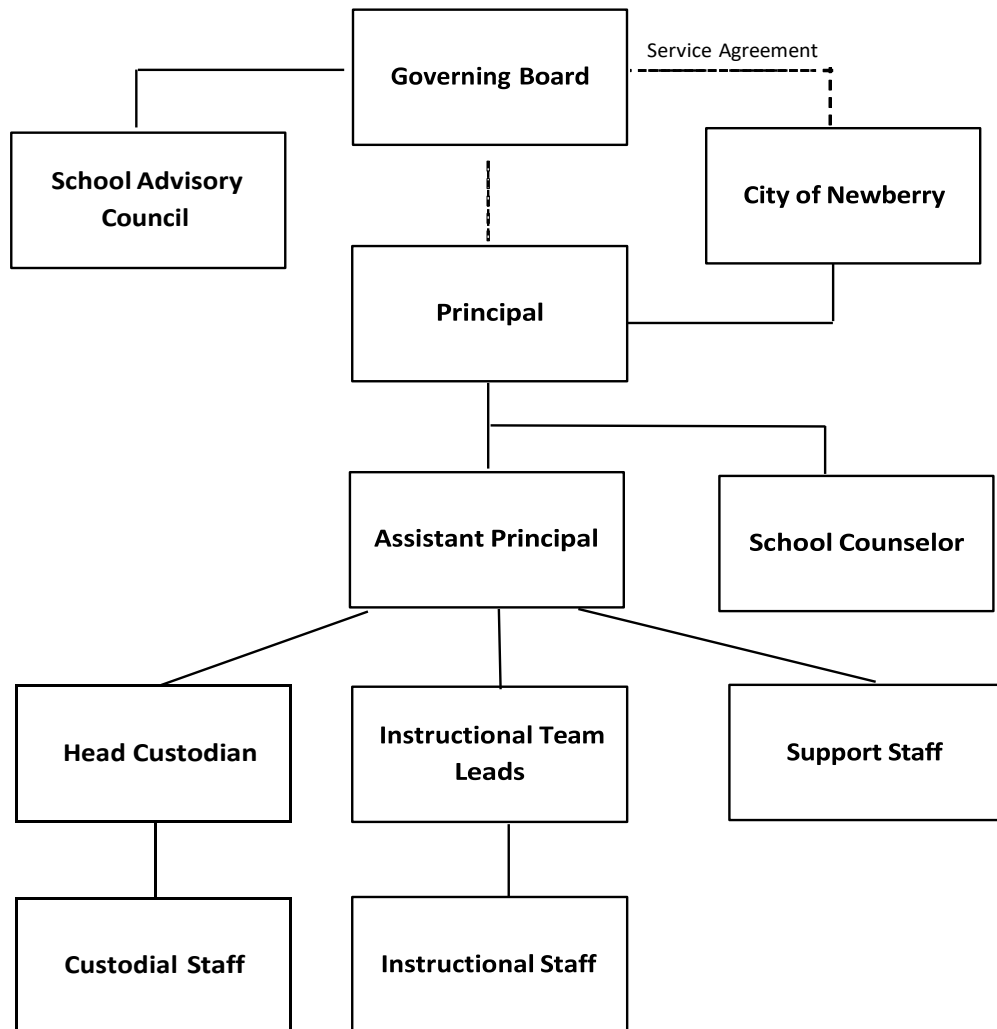 Service Agreement
Governing Board
School Advisory
Council
City of Newberry
Principal
Assistant Principal
School Counselor
Head Custodian
Instructional Team
Leads
Support Staff
Custodial Staff
Instructional Staff